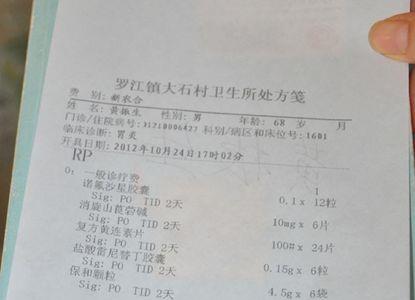 罗江镇大石村卫生所处方笺
费 别: 新农合
姓 名: 黄振生 性别: 男 年龄: 68 岁 月
门诊/住院病号: 31210006427 科别/病区和床位号: 1601
临床诊断: 胃炎
开具日期: 2012年10月24日17时02分
RP
0: 一般诊疗费 1
诺氟沙星胶囊 0.1 x 12粒
Sig: PO TID 2天
消旋山莨菪碱 10mg x 6片
Sig: PO TID 2天
复方黄连素片 100# x 24片
Sig: PO TID 2天
盐酸雷尼替丁胶囊 0.15g x 6粒
Sig: PO TID 2天
保和颗粒 4.5g x 6袋
Sig: PO TID 2天